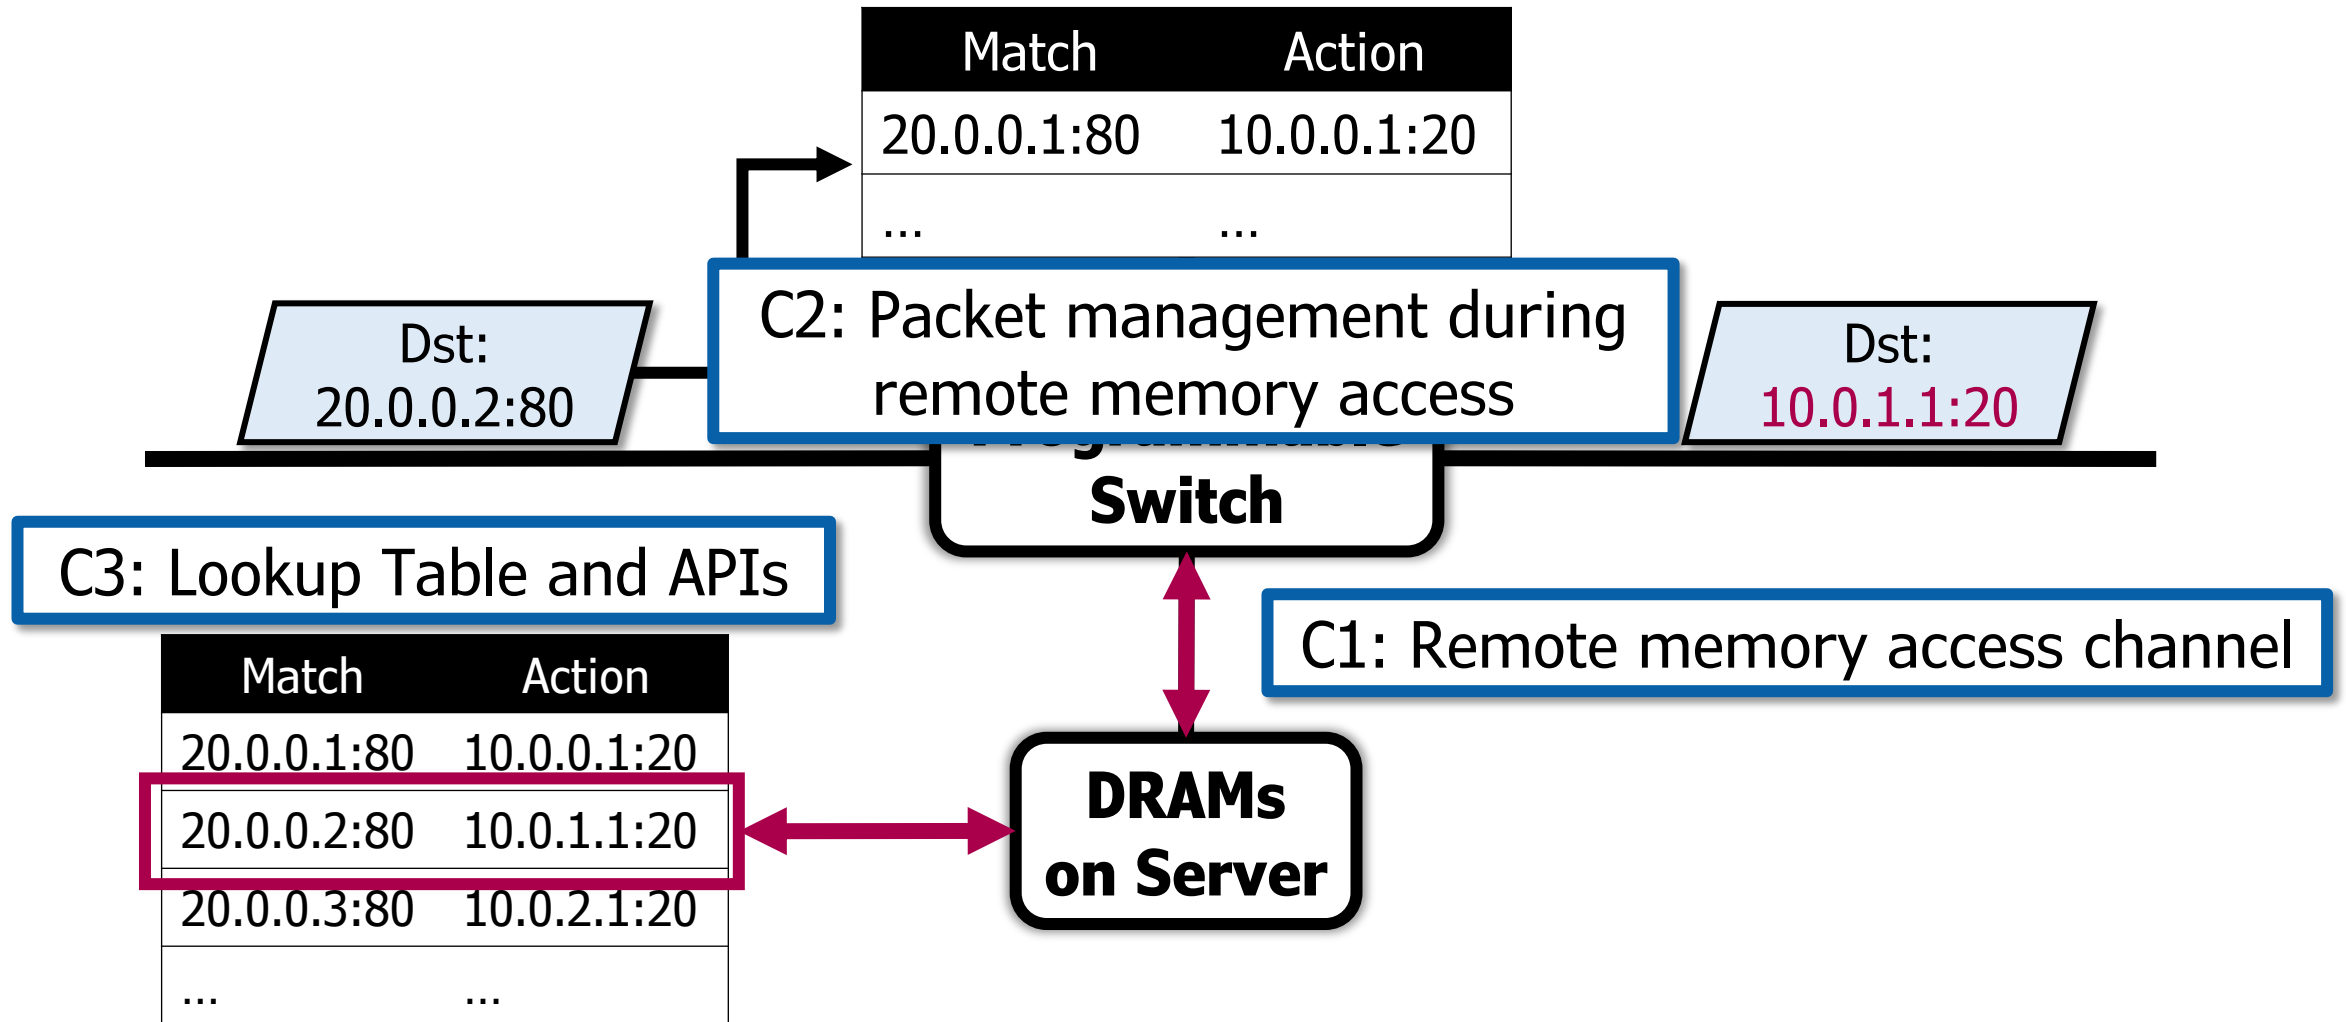 Match Action
20.0.0.1:80 10.0.0.1:20
... ...
C2: Packet management during
remote memory access
Dst:
20.0.0.2:80
Dst:
10.0.1.1:20
Switch
C3: Lookup Table and APIs
C1: Remote memory access channel
Match Action
20.0.0.1:80 10.0.0.1:20
20.0.0.2:80 10.0.1.1:20
20.0.0.3:80 10.0.2.1:20
... ...
DRAMs
on Server